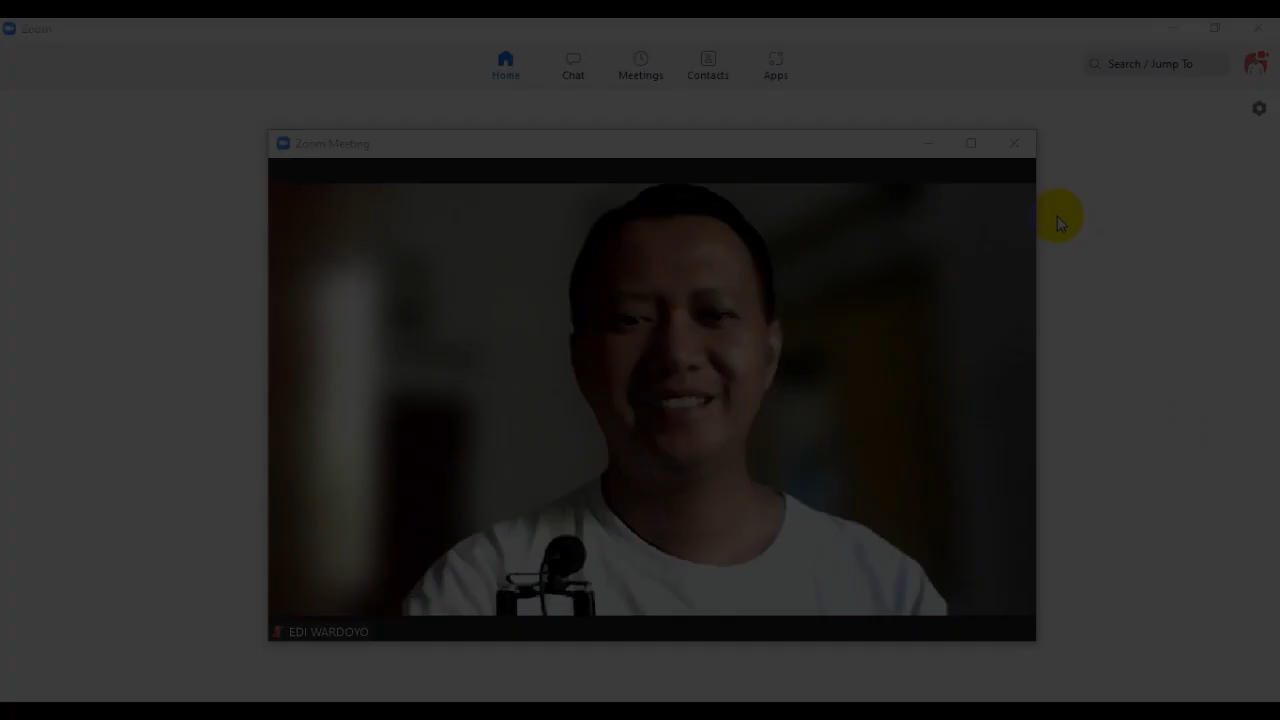 Zoom
Home
Chat
Meetings
Contacts
Apps
Search / Jump To
Zoom Meeting
EDI WARDOYO